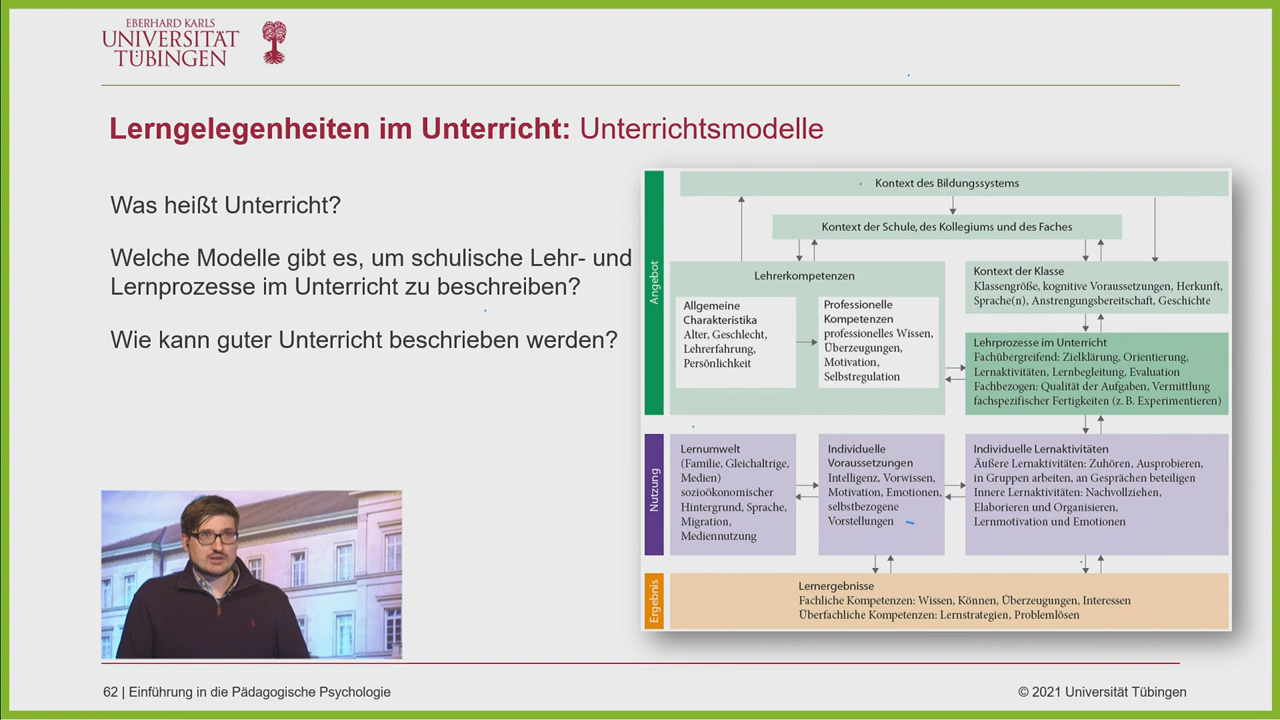 EBERHARD KARLS
UNIVERSITÄT
TÜBINGEN
Lerngelegenheiten im Unterricht: Unterrichtsmodelle
Was heißt Unterricht?
Welche Modelle gibt es, um schulische Lehr- und
Lernprozesse im Unterricht zu beschreiben?
Wie kann guter Unterricht beschrieben werden?
Angebot
Kontext des Bildungssystems
Kontext der Schule, des Kollegiums und des Faches
Lehrerkompetenzen
Allgemeine
Charakteristika
Alter, Geschlecht,
Lehrerfahrung,
Persönlichkeit
Professionelle
Kompetenzen
professionelles Wissen,
Überzeugungen,
Motivation,
Selbstregulation
Kontext der Klasse
Klassengröße, kognitive Voraussetzungen, Herkunft,
Sprache(n), Anstrengungsbereitschaft, Geschichte
Lehrprozesse im Unterricht
Fachübergreifend: Zielklärung, Orientierung,
Lernaktivitäten, Lernbegleitung, Evaluation
Fachbezogen: Qualität der Aufgaben, Vermittlung
fachspezifischer Fertigkeiten (z. B. Experimentieren)
Nutzung
Lernumwelt
(Familie, Gleichaltrige,
Medien)
sozioökonomischer
Hintergrund, Sprache,
Migration,
Mediennutzung
Individuelle
Voraussetzungen
Intelligenz, Vorwissen,
Motivation, Emotionen,
selbstbezogene
Vorstellungen
Individuelle Lernaktivitäten
Äußere Lernaktivitäten: Zuhören, Ausprobieren,
in Gruppen arbeiten, an Gesprächen beteiligen
Innere Lernaktivitäten: Nachvollziehen,
Elaborieren und Organisieren,
Lernmotivation und Emotionen
Ergebnis
Lernergebnisse
Fachliche Kompetenzen: Wissen, Können, Überzeugungen, Interessen
Überfachliche Kompetenzen: Lernstrategien, Problemlösen
62 | Einführung in die Pädagogische Psychologie
© 2021 Universität Tübingen